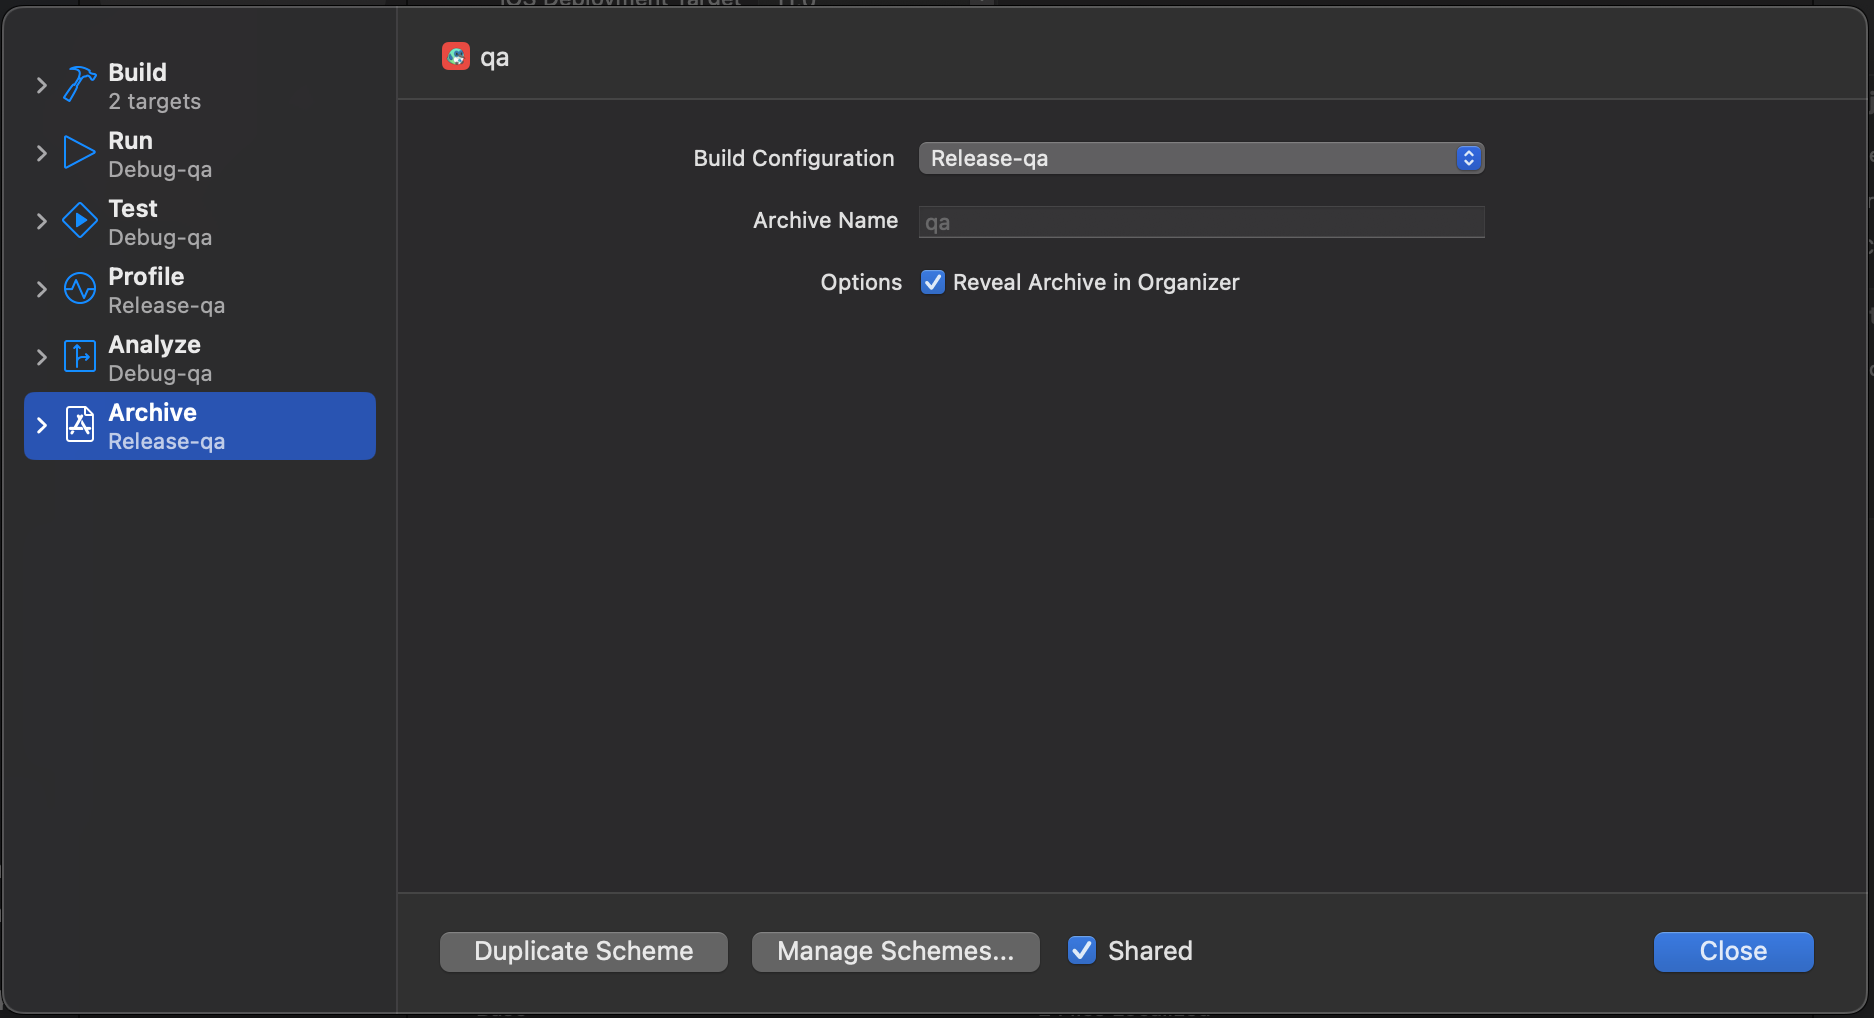 Build
2 targets
Run
Debug-qa
Test
Debug-qa
Profile
Release-qa
Analyze
Debug-qa
Archive
Release-qa
qa
Build Configuration Release-qa
Archive Name qa
Options Reveal Archive in Organizer
Duplicate Scheme Manage Schemes... Shared Close